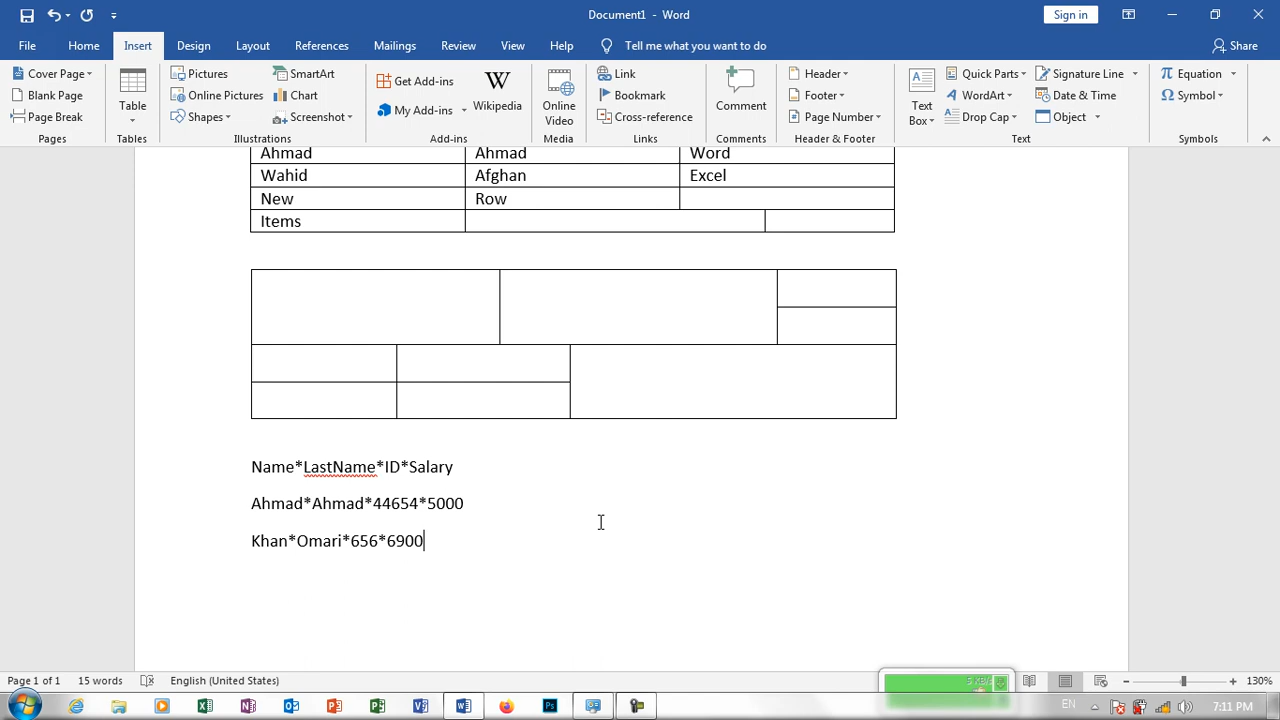 Document1 - Word
Sign in
File Home Insert Design Layout References Mailings Review View Help Tell me what you want to do Share
Cover Page
Blank Page
Page Break
Pages
Table
Tables
Pictures
Online Pictures
Shapes
SmartArt
Chart
Screenshot
Illustrations
Get Add-ins
My Add-ins
Wikipedia
Add-ins
Online Video
Media
Link
Bookmark
Cross-reference
Links
Comment
Comments
Header
Footer
Page Number
Header & Footer
Text Box
Quick Parts
WordArt
Drop Cap
Signature Line
Date & Time
Object
Text
Equation
Symbol
Symbols
Ahmad Ahmad Word
Wahid Afghan Excel
New Row
Items
Name*LastName*ID*Salary
Ahmad*Ahmad*44654*5000
Khan*Omari*656*6900
Page 1 of 1 15 words English (United States) 130%
EN 7:11 PM